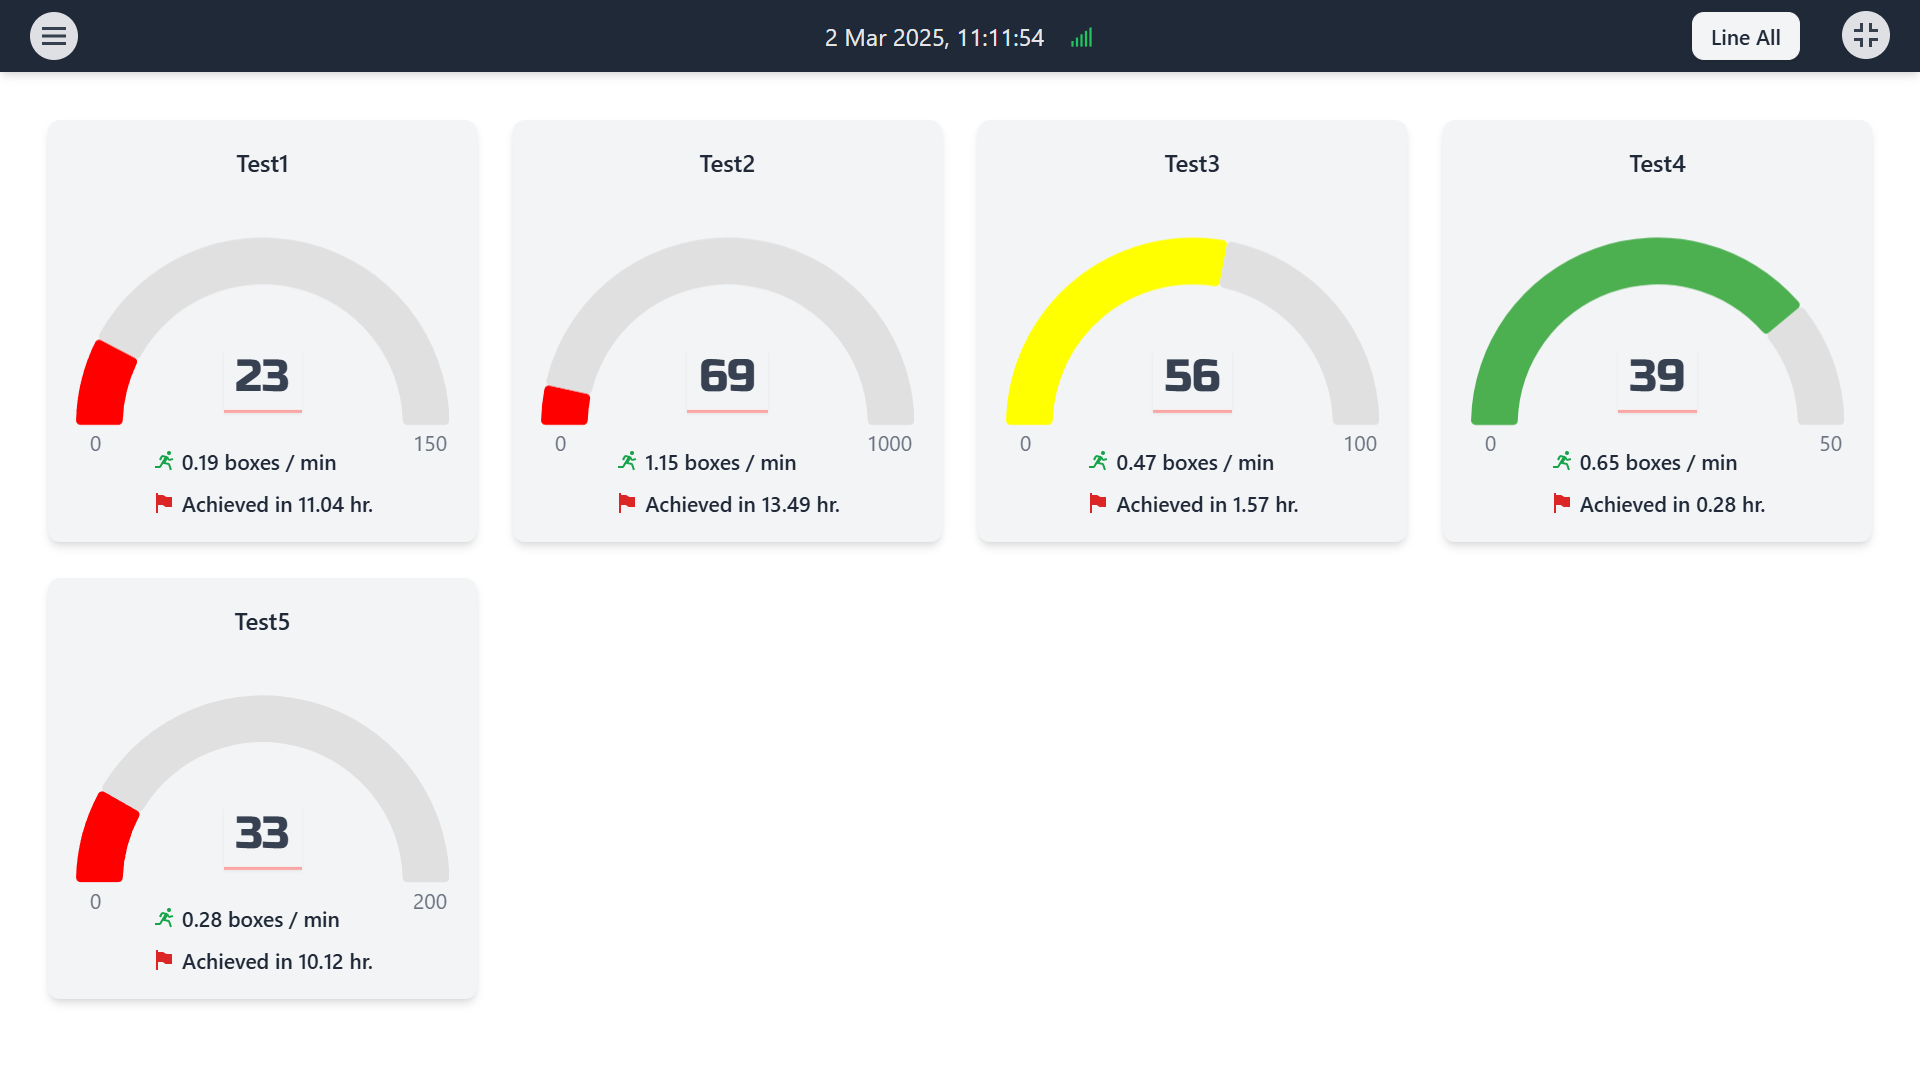 2 Mar 2025, 11:11:54
Line All
Test1
23
0
150
0.19 boxes / min
Achieved in 11.04 hr.
Test2
69
0
1000
1.15 boxes / min
Achieved in 13.49 hr.
Test3
56
0
100
0.47 boxes / min
Achieved in 1.57 hr.
Test4
39
0
50
0.65 boxes / min
Achieved in 0.28 hr.
Test5
33
0
200
0.28 boxes / min
Achieved in 10.12 hr.